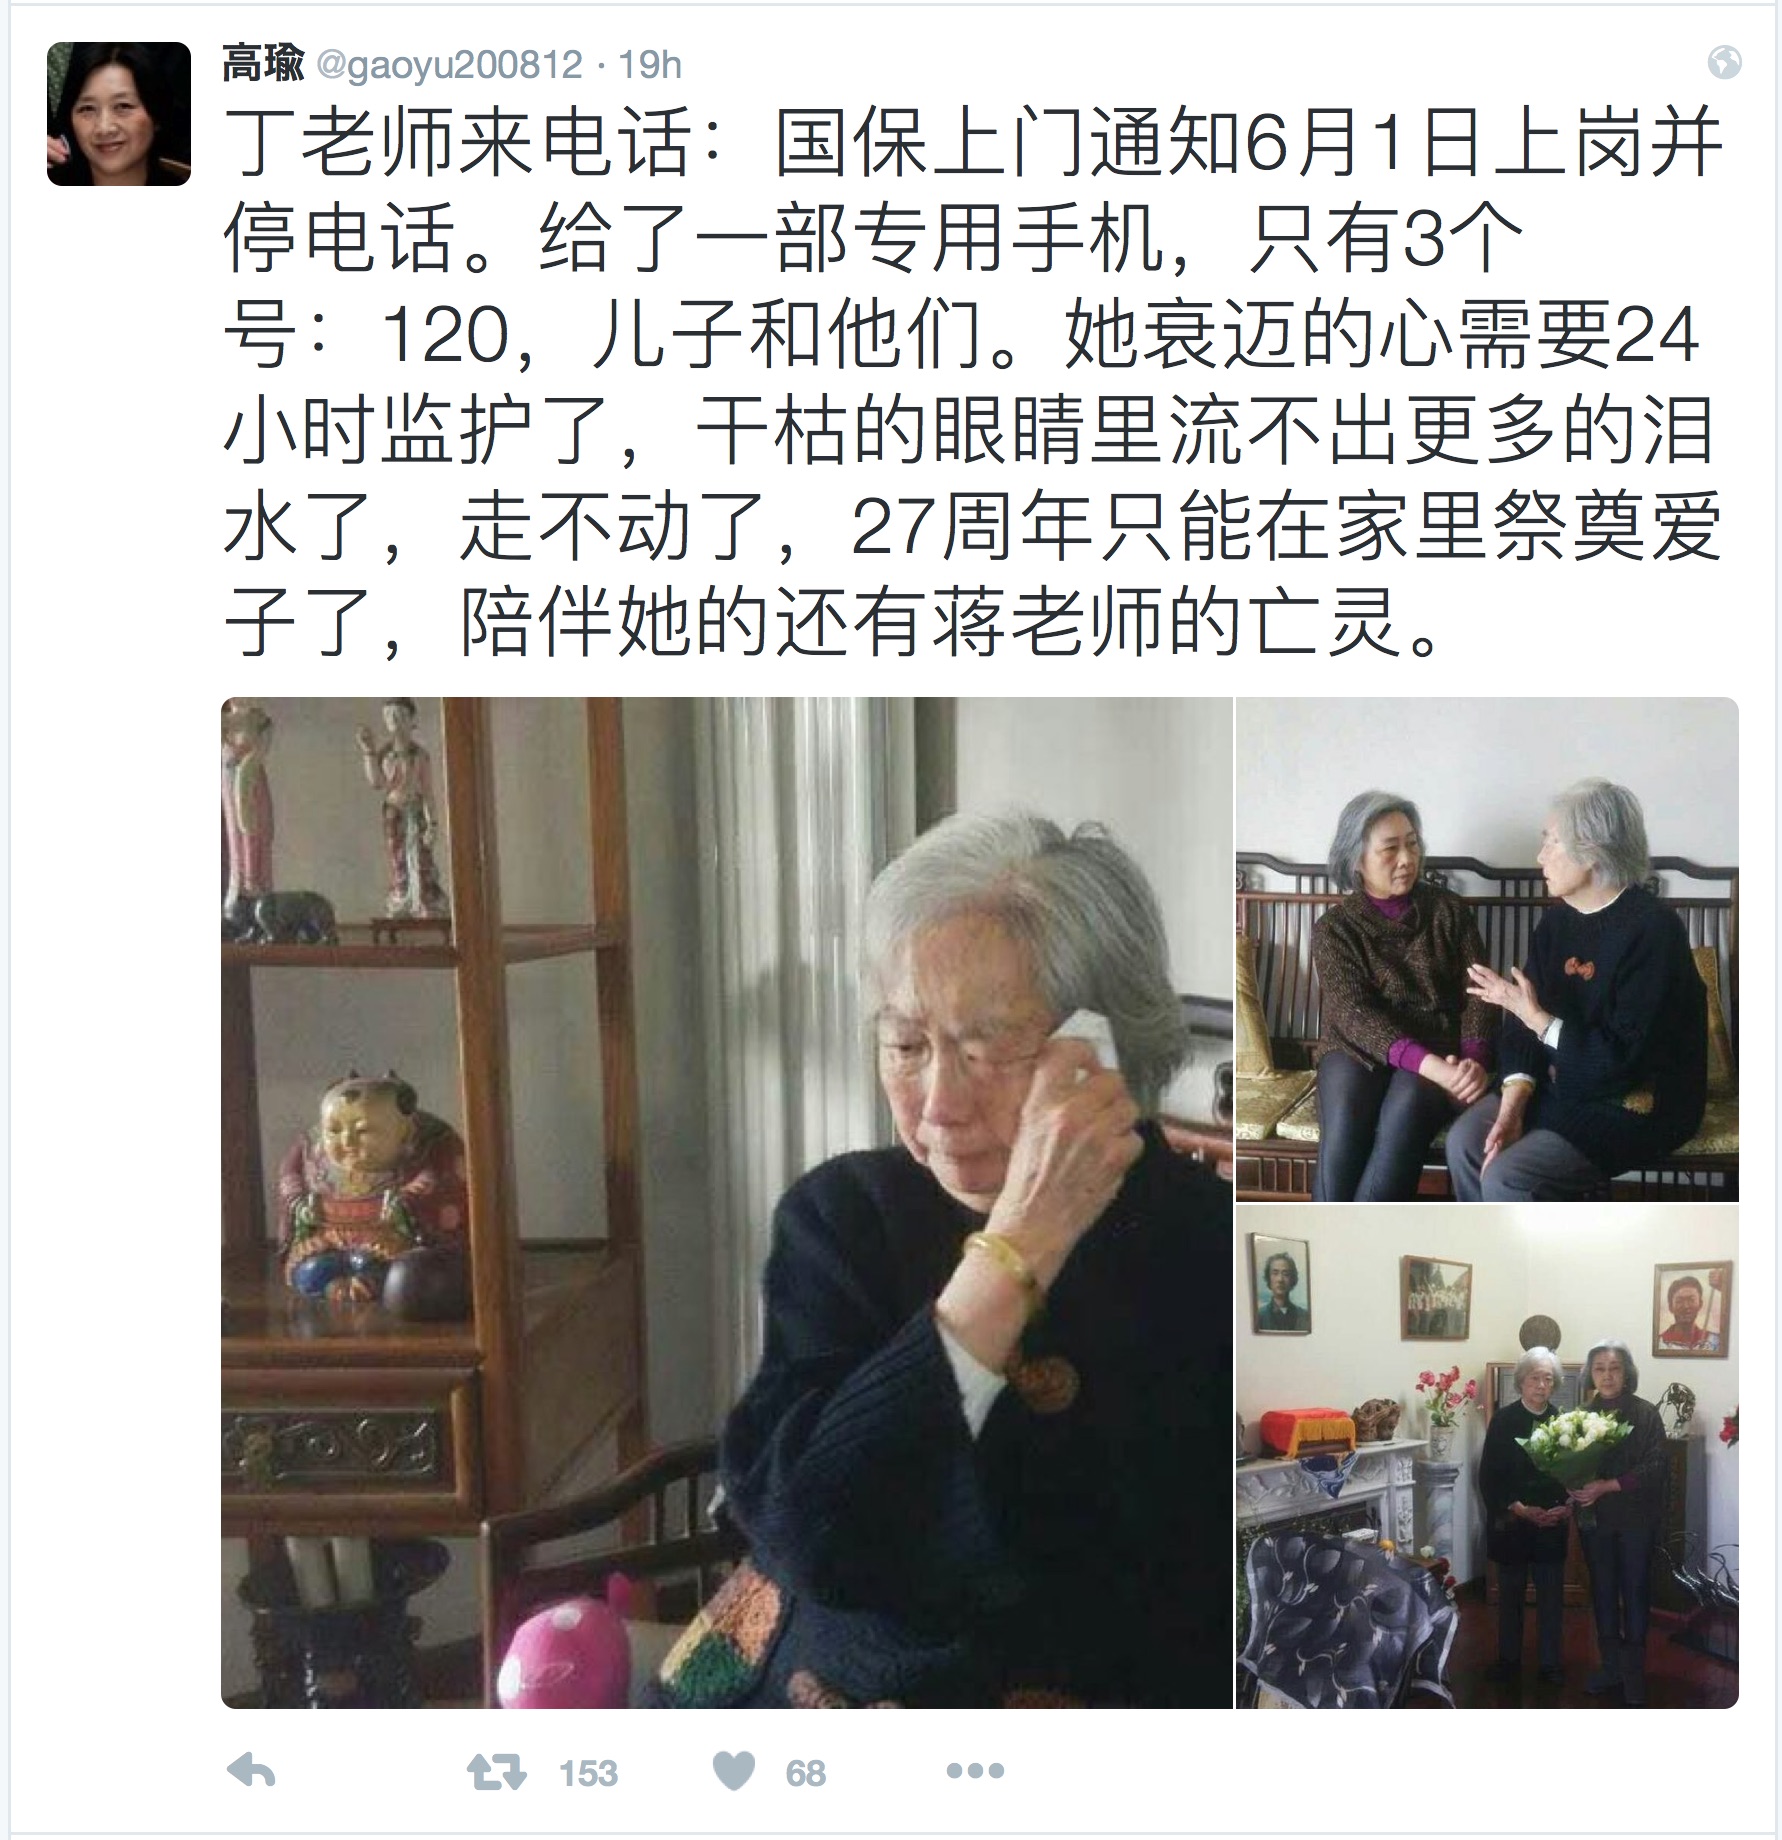 高瑜 @gaoyu200812 · 19h
丁老师来电话：国保上门通知6月1日上岗并
停电话。给了一部专用手机，只有3个
号：120，儿子和他们。她衰迈的心需要24
小时监护了，干枯的眼睛里流不出更多的泪
水了，走不动了，27周年只能在家里祭奠爱
子了，陪伴她的还有蒋老师的亡灵。
153
68